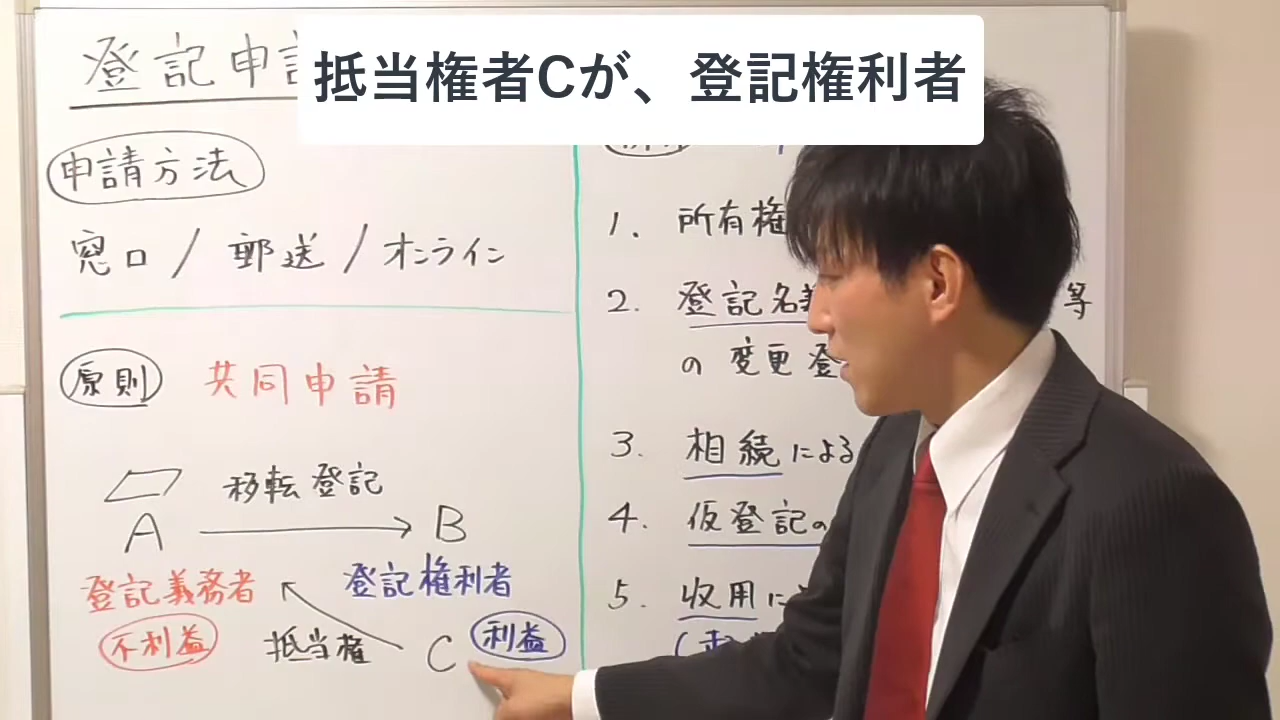 抵当権者Cが、登記権利者
登記申
申請方法
窓口/郵送/オンライン
原則 共同申請
移転登記
A B
登記義務者 登記権利者
不利益 抵当権 C 利益
1. 所有権
2. 登記名 等
の変更登
3. 相続による
4. 仮登記の
5. 収用に